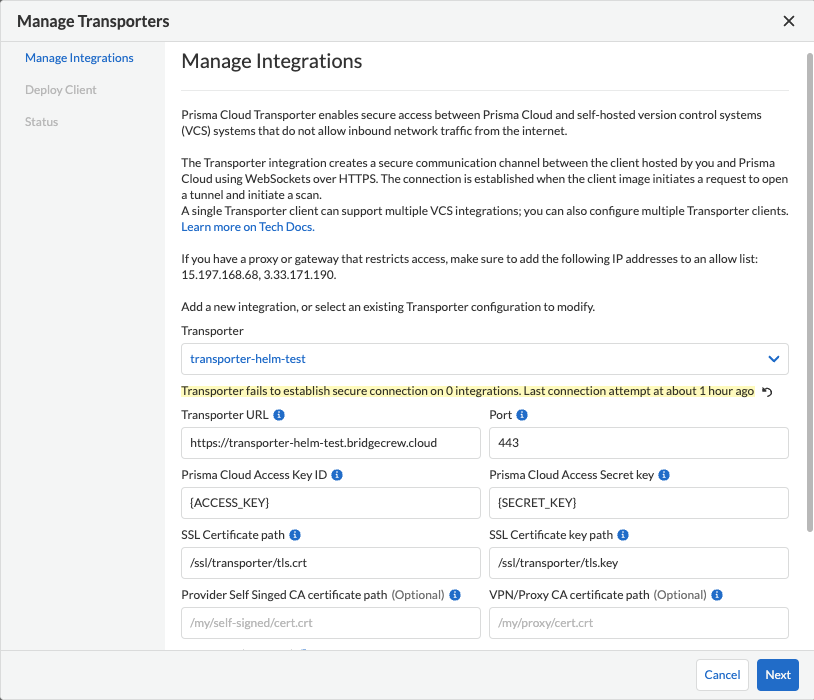 Manage Transporters
Manage Integrations
Deploy Client
Status
Manage Integrations
Prisma Cloud Transporter enables secure access between Prisma Cloud and self-hosted version control systems
(VCS) systems that do not allow inbound network traffic from the internet.
The Transporter integration creates a secure communication channel between the client hosted by you and Prisma
Cloud using WebSockets over HTTPS. The connection is established when the client image initiates a request to open
a tunnel and initiate a scan.
A single Transporter client can support multiple VCS integrations; you can also configure multiple Transporter clients.
Learn more on Tech Docs.
If you have a proxy or gateway that restricts access, make sure to add the following IP addresses to an allow list:
15.197.168.68, 3.33.171.190.
Add a new integration, or select an existing Transporter configuration to modify.
Transporter
transporter-helm-test
Transporter fails to establish secure connection on 0 integrations. Last connection attempt at about 1 hour ago
Transporter URL Port
https://transporter-helm-test.bridgecrew.cloud 443
Prisma Cloud Access Key ID Prisma Cloud Access Secret key
{ACCESS_KEY} {SECRET_KEY}
SSL Certificate path SSL Certificate key path
/ssl/transporter/tls.crt /ssl/transporter/tls.key
Provider Self Singed CA certificate path (Optional) VPN/Proxy CA certificate path (Optional)
/my/self-signed/cert.crt /my/proxy/cert.crt
Cancel Next